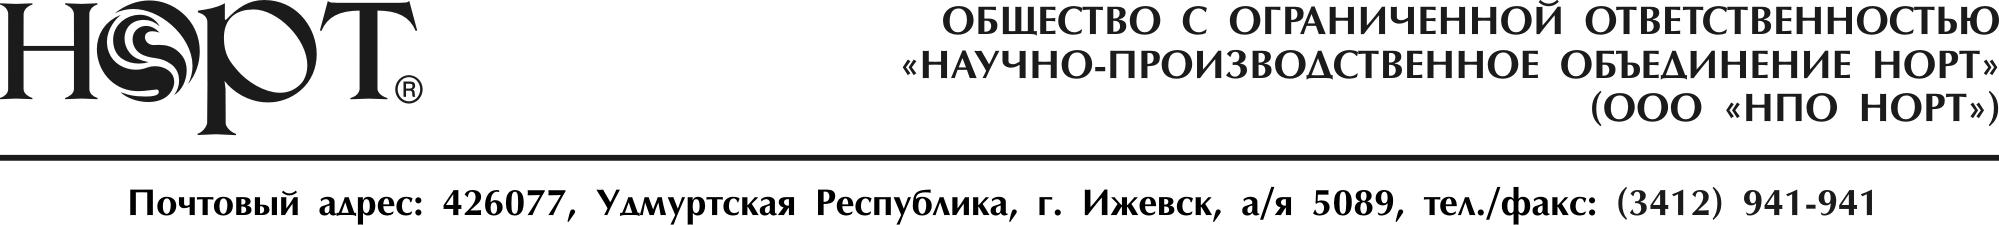 НОРТ®
ОБЩЕСТВО С ОГРАНИЧЕННОЙ ОТВЕТСТВЕННОСТЬЮ
«НАУЧНО-ПРОИЗВОДСТВЕННОЕ ОБЪЕДИНЕНИЕ НОРТ»
(ООО «НПО НОРТ»)
Почтовый адрес: 426077, Удмуртская Республика, г. Ижевск, а/я 5089, тел./факс: (3412) 941-941